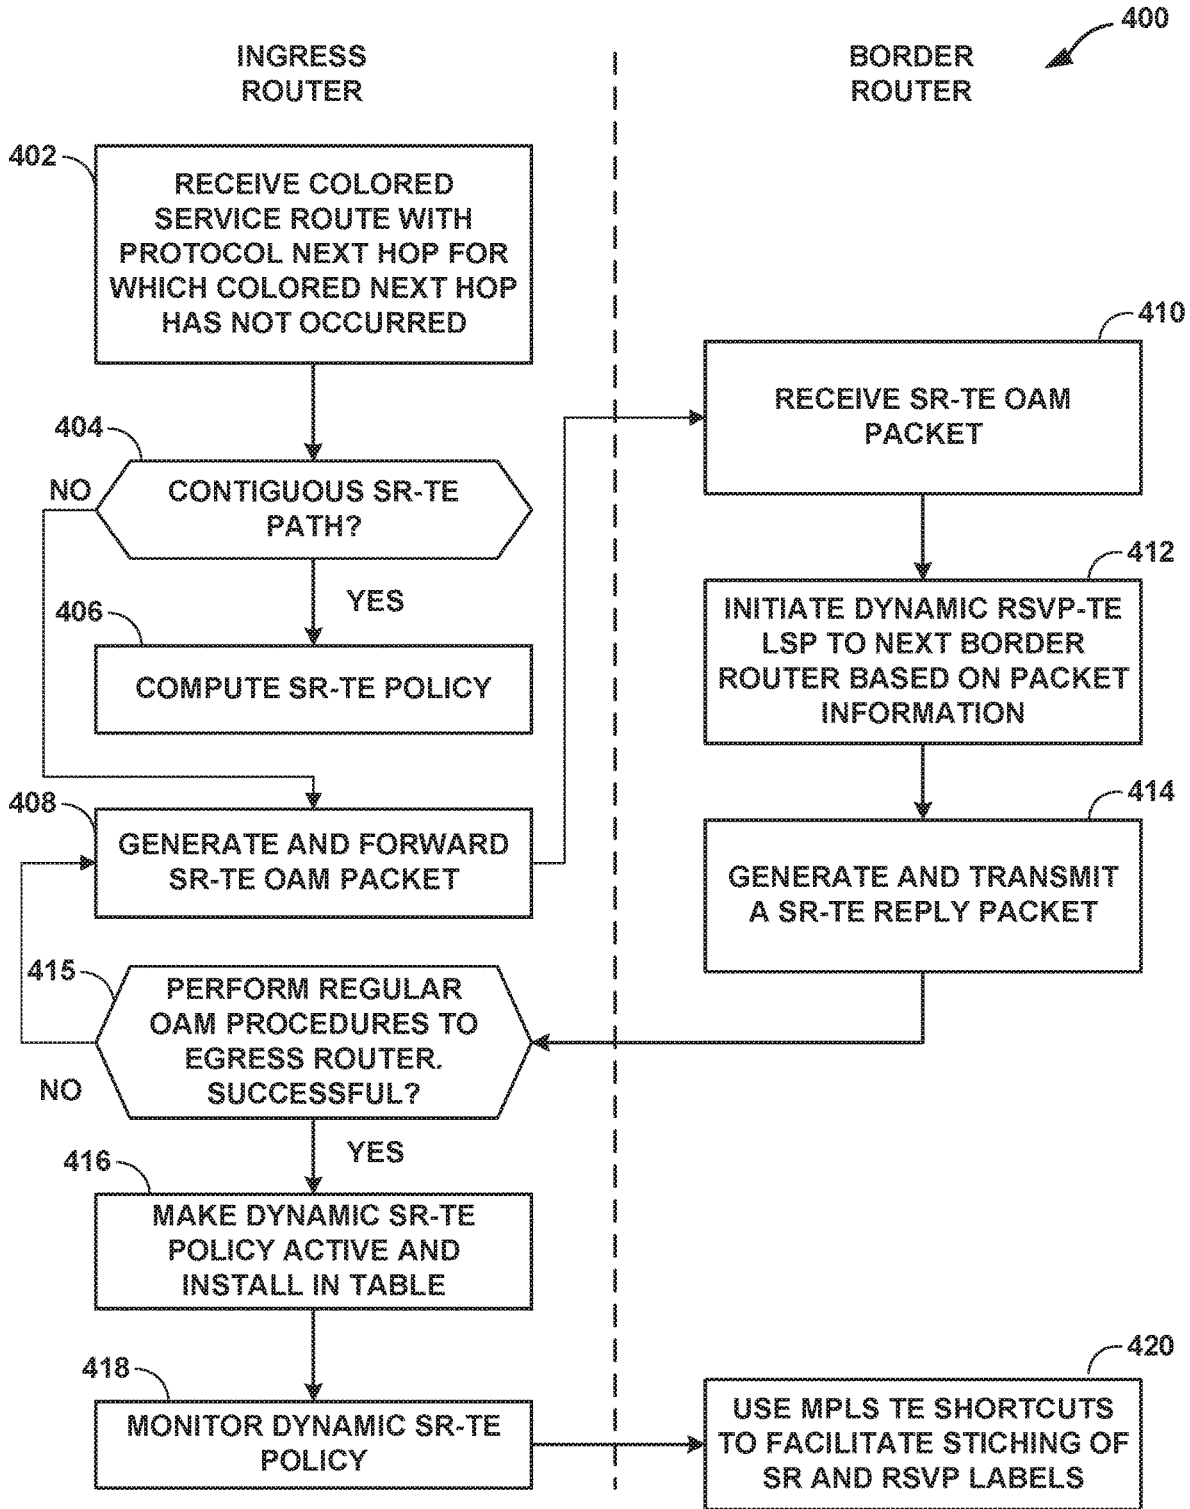 400
INGRESS
ROUTER
BORDER
ROUTER
402
RECEIVE COLORED
SERVICE ROUTE WITH
PROTOCOL NEXT HOP FOR
WHICH COLORED NEXT HOP
HAS NOT OCCURRED
404
NO
CONTIGUOUS SR-TE
PATH?
YES
406
COMPUTE SR-TE POLICY
408
GENERATE AND FORWARD
SR-TE OAM PACKET
410
RECEIVE SR-TE OAM
PACKET
412
INITIATE DYNAMIC RSVP-TE
LSP TO NEXT BORDER
ROUTER BASED ON PACKET
INFORMATION
414
GENERATE AND TRANSMIT
A SR-TE REPLY PACKET
415
PERFORM REGULAR
OAM PROCEDURES TO
EGRESS ROUTER.
SUCCESSFUL?
NO
YES
416
MAKE DYNAMIC SR-TE
POLICY ACTIVE AND
INSTALL IN TABLE
418
MONITOR DYNAMIC SR-TE
POLICY
420
USE MPLS TE SHORTCUTS
TO FACILITATE STICHING OF
SR AND RSVP LABELS